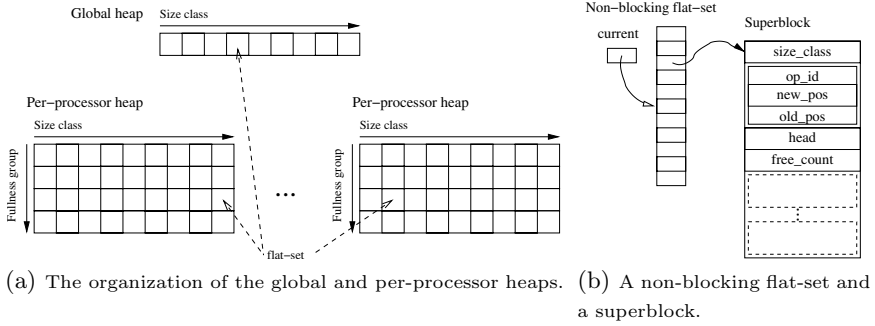 Global heap
Size class
Per-processor heap
Size class
Fullness group
...
Per-processor heap
Size class
Fullness group
flat-set
(a) The organization of the global and per-processor heaps.
Non-blocking flat-set
current
Superblock
size_class
op_id
new_pos
old_pos
head
free_count
(b) A non-blocking flat-set and
a superblock.